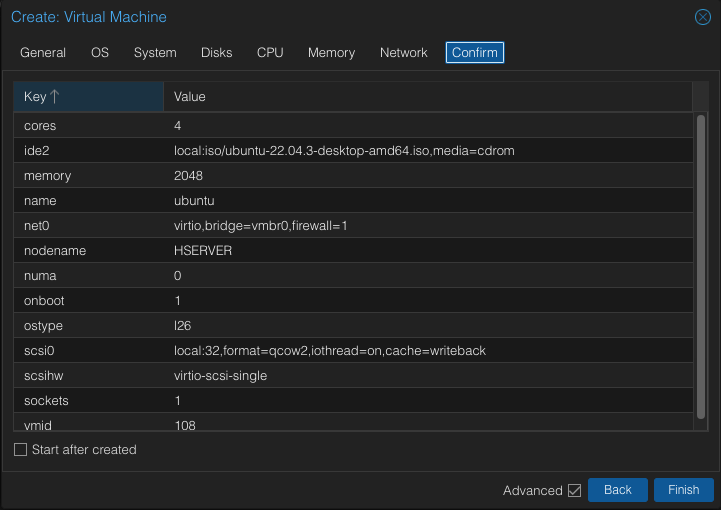 Create: Virtual Machine
General OS System Disks CPU Memory Network Confirm
Key Value
cores 4
ide2 local:iso/ubuntu-22.04.3-desktop-amd64.iso,media=cdrom
memory 2048
name ubuntu
net0 virtio,bridge=vmbr0,firewall=1
nodename HSERVER
numa 0
onboot 1
ostype l26
scsi0 local:32,format=qcow2,iothread=on,cache=writeback
scsihw virtio-scsi-single
sockets 1
vmid 108
Start after created
Advanced Back Finish